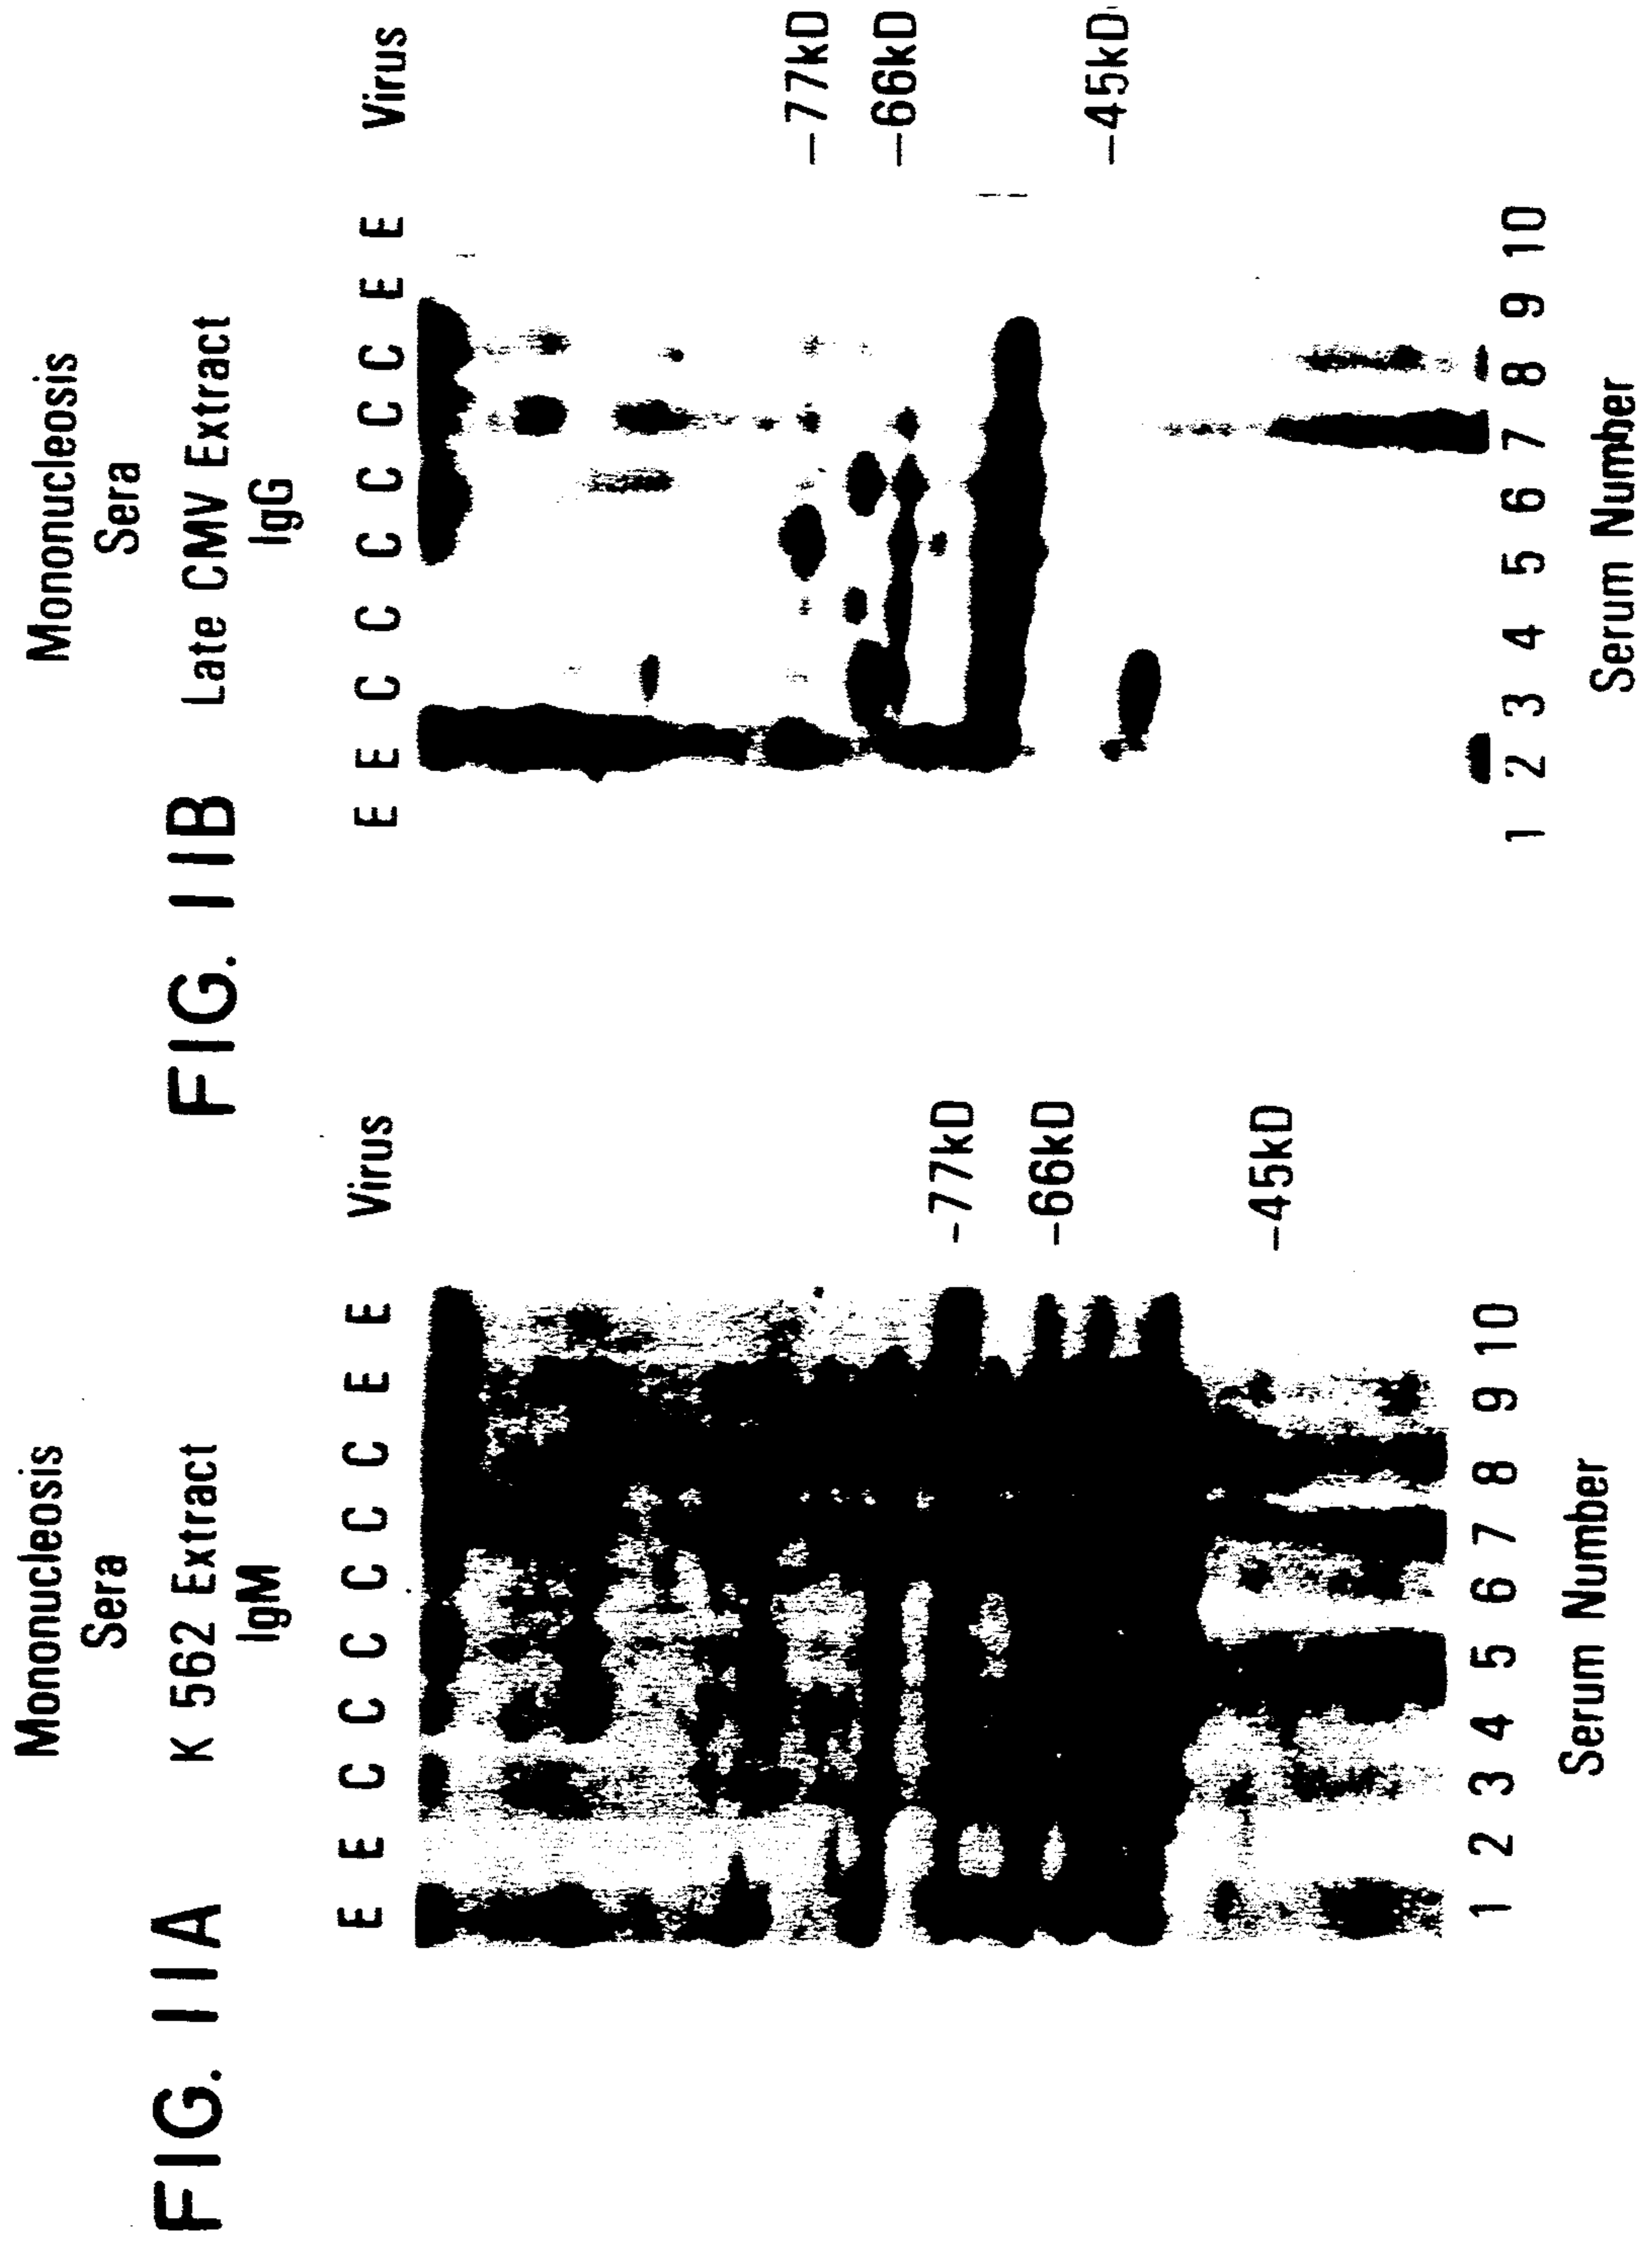 FIG. 11A
Mononucleosis
Sera
K 562 Extract
IgM
E E C C C C C C E E Virus
-77kD
-66kD
-45kD
1 2 3 4 5 6 7 8 9 10
Serum Number
FIG. 11B
Mononucleosis
Sera
Late CMV Extract
IgG
E E C C C C C C E E Virus
-77kD
-66kD
-45kD
1 2 3 4 5 6 7 8 9 10
Serum Number